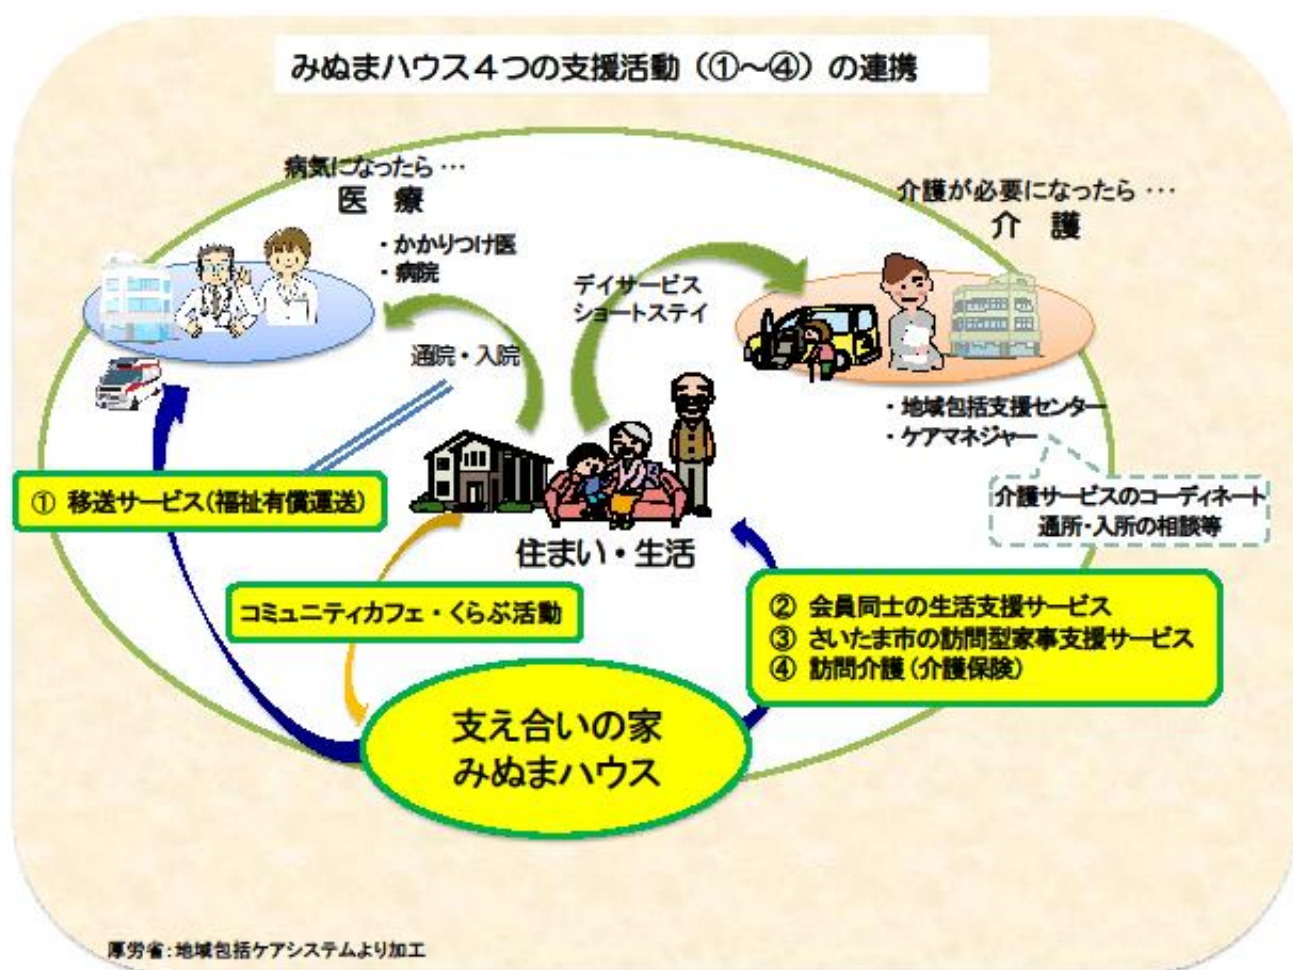 みぬまハウス4つの支援活動（①～④）の連携
病気になったら…
医 療
・かかりつけ医
・病院
介護が必要になったら…
介 護
デイサービス
ショートステイ
通院・入院
・地域包括支援センター
・ケアマネジャー
介護サービスのコーディネート
通所・入所の相談等
① 移送サービス(福祉有償運送)
住まい・生活
コミュニティカフェ・くらぶ活動
② 会員同士の生活支援サービス
③ さいたま市の訪問型家事支援サービス
④ 訪問介護(介護保険)
支え合いの家
みぬまハウス
厚労省:地域包括ケアシステムより加工